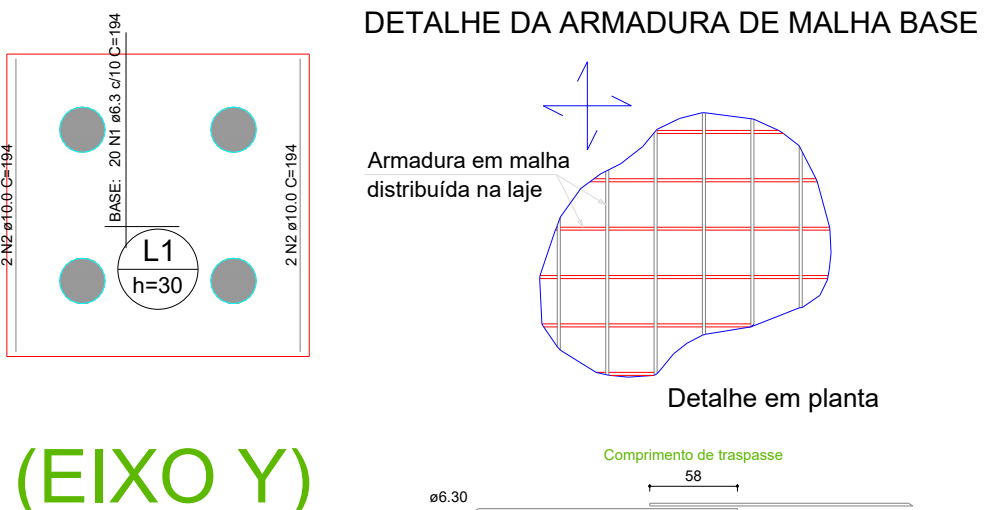 DETALHE DA ARMADURA DE MALHA BASE
BASE: 20 N1 ø6.3 c/10 C=194
2 N2 ø10.0 C=194
2 N2 ø10.0 C=194
L1
h=30
Armadura em malha
distribuída na laje
Detalhe em planta
(EIXO Y)
Comprimento de traspasse
58
ø6.30